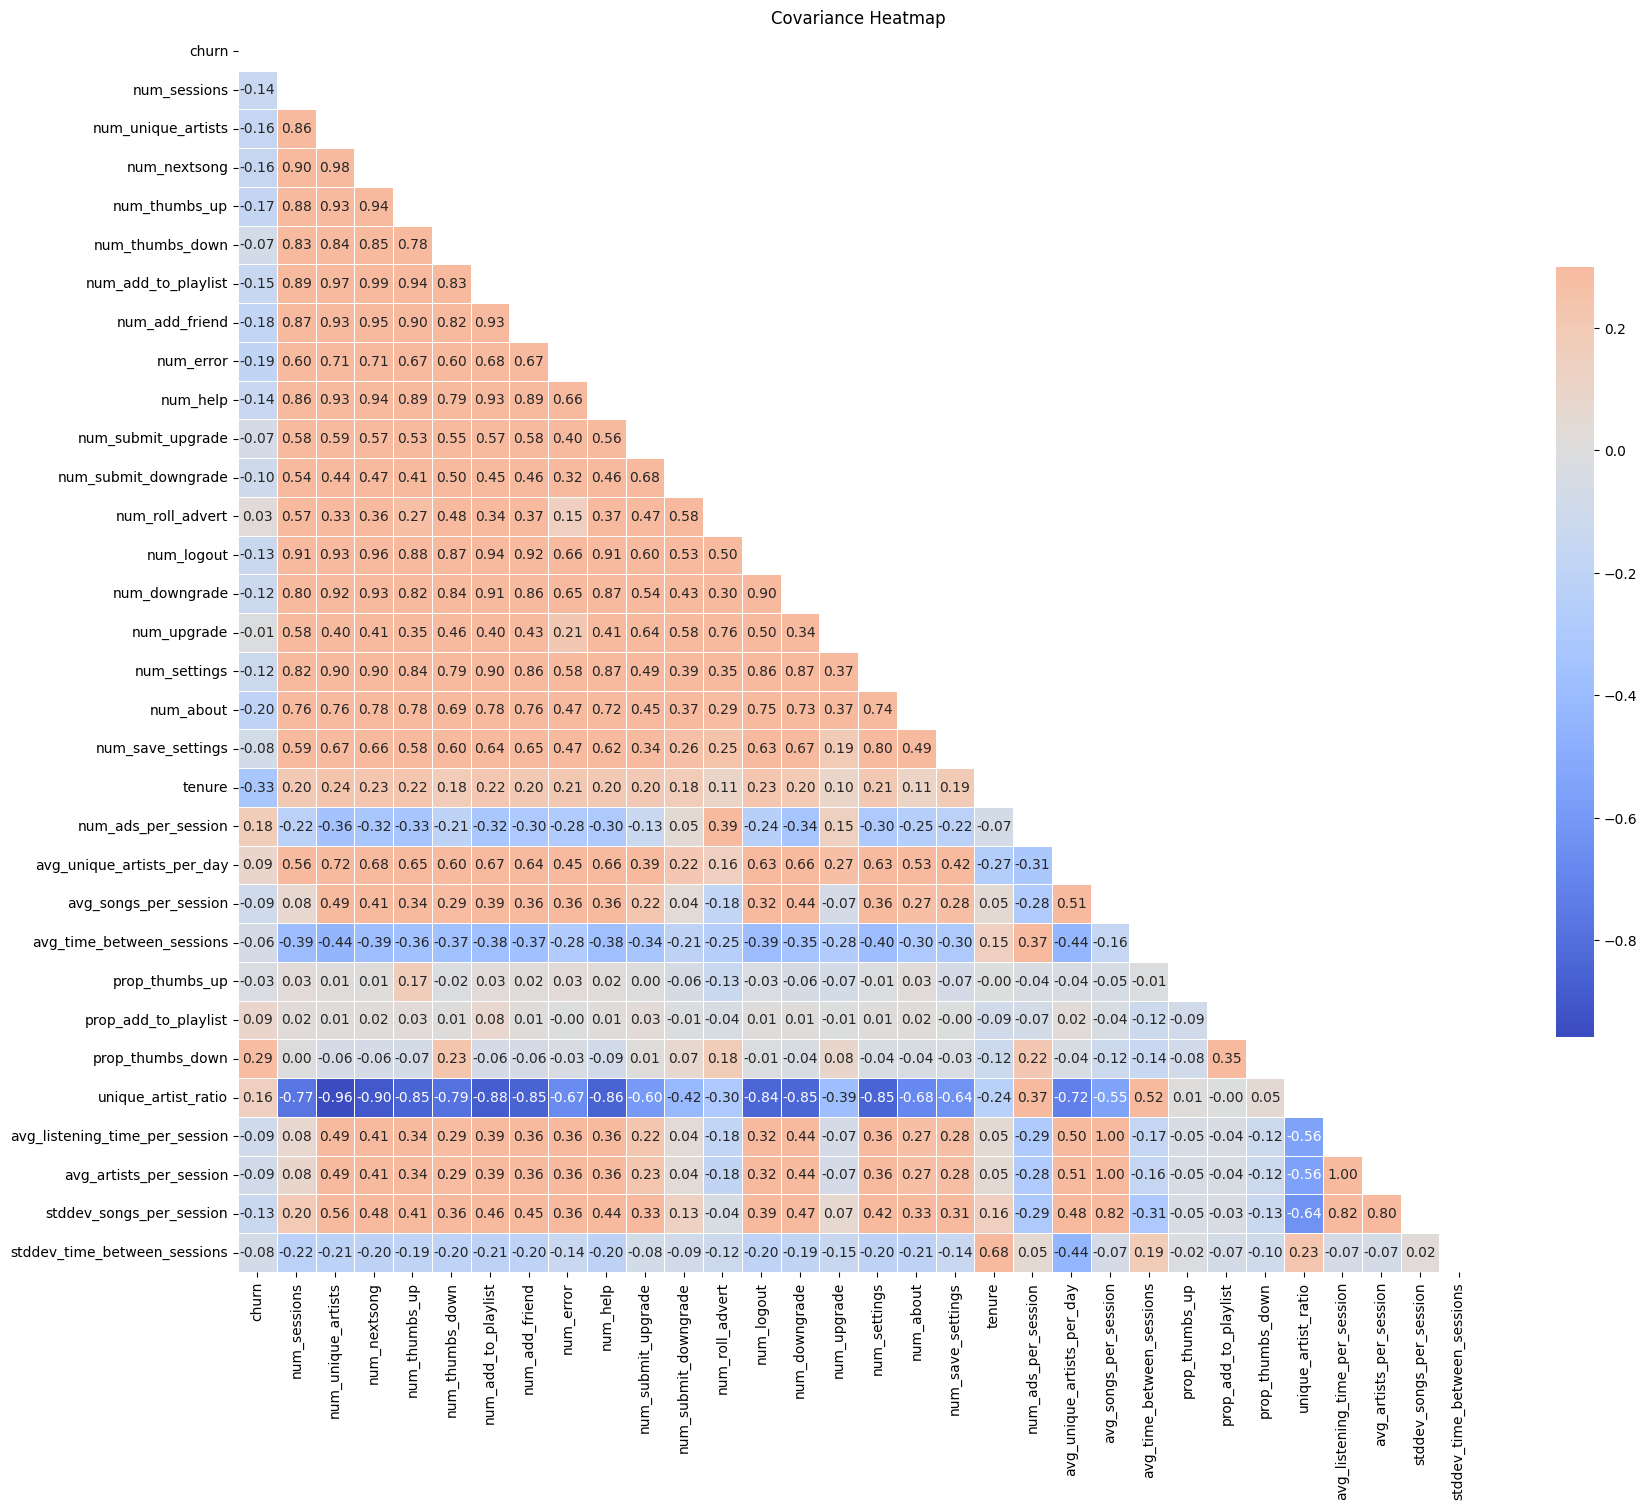 Covariance Heatmap
churn
num_sessions -0.14
num_unique_artists -0.16 0.86
num_nextsong -0.16 0.90 0.98
num_thumbs_up -0.17 0.88 0.93 0.94
num_thumbs_down -0.07 0.83 0.84 0.85 0.78
num_add_to_playlist -0.15 0.89 0.97 0.99 0.94 0.83
num_add_friend -0.18 0.87 0.93 0.95 0.90 0.82 0.93
num_error -0.19 0.60 0.71 0.71 0.67 0.60 0.68 0.67
num_help -0.14 0.86 0.93 0.94 0.89 0.79 0.93 0.89 0.66
num_submit_upgrade -0.07 0.58 0.59 0.57 0.53 0.55 0.57 0.58 0.40 0.56
num_submit_downgrade -0.10 0.54 0.44 0.47 0.41 0.50 0.45 0.46 0.32 0.46 0.68
num_roll_advert 0.03 0.57 0.33 0.36 0.27 0.48 0.34 0.37 0.15 0.37 0.47 0.58
num_logout -0.13 0.91 0.93 0.96 0.88 0.87 0.94 0.92 0.66 0.91 0.60 0.53 0.50
num_downgrade -0.12 0.80 0.92 0.93 0.82 0.84 0.91 0.86 0.65 0.87 0.54 0.43 0.30 0.90
num_upgrade -0.01 0.58 0.40 0.41 0.35 0.46 0.40 0.43 0.21 0.41 0.64 0.58 0.76 0.50 0.34
num_settings -0.12 0.82 0.90 0.90 0.84 0.79 0.90 0.86 0.58 0.87 0.49 0.39 0.35 0.86 0.87 0.37
num_about -0.20 0.76 0.76 0.78 0.78 0.69 0.78 0.76 0.47 0.72 0.45 0.37 0.29 0.75 0.73 0.37 0.74
num_save_settings -0.08 0.59 0.67 0.66 0.58 0.60 0.64 0.65 0.47 0.62 0.34 0.26 0.25 0.63 0.67 0.19 0.80 0.49
tenure -0.33 0.20 0.24 0.23 0.22 0.18 0.22 0.20 0.21 0.20 0.20 0.18 0.11 0.23 0.20 0.10 0.21 0.11 0.19
num_ads_per_session 0.18 -0.22 -0.36 -0.32 -0.33 -0.21 -0.32 -0.30 -0.28 -0.30 -0.13 0.05 0.39 -0.24 -0.34 0.15 -0.30 -0.25 -0.22 -0.07
avg_unique_artists_per_day 0.09 0.56 0.72 0.68 0.65 0.60 0.67 0.64 0.45 0.66 0.39 0.22 0.16 0.63 0.66 0.27 0.63 0.53 0.42 -0.27 -0.31
avg_songs_per_session -0.09 0.08 0.49 0.41 0.34 0.29 0.39 0.36 0.36 0.36 0.22 0.04 -0.18 0.32 0.44 -0.07 0.36 0.27 0.28 0.05 -0.28 0.51
avg_time_between_sessions -0.06 -0.39 -0.44 -0.39 -0.36 -0.37 -0.38 -0.37 -0.28 -0.38 -0.34 -0.21 -0.25 -0.39 -0.35 -0.28 -0.40 -0.30 -0.30 0.15 0.37 -0.44 -0.16
prop_thumbs_up -0.03 0.03 0.01 0.01 0.17 -0.02 0.03 0.02 0.03 0.02 0.00 -0.06 -0.13 -0.03 -0.06 -0.07 -0.01 0.03 -0.07 -0.00 -0.04 -0.04 -0.05 -0.01
prop_add_to_playlist 0.09 0.02 0.01 0.02 0.03 0.01 0.08 0.01 -0.00 0.01 0.03 -0.01 -0.04 0.01 0.01 -0.01 0.01 0.02 -0.00 -0.09 -0.07 0.02 -0.04 -0.12 -0.09
prop_thumbs_down 0.29 0.00 -0.06 -0.06 -0.07 0.23 -0.06 -0.06 -0.03 -0.09 0.01 0.07 0.18 -0.01 -0.04 0.08 -0.04 -0.04 -0.03 -0.12 0.22 -0.04 -0.12 -0.14 -0.08 0.35
unique_artist_ratio 0.16 -0.77 -0.96 -0.90 -0.85 -0.79 -0.88 -0.85 -0.67 -0.86 -0.60 -0.42 -0.30 -0.84 -0.85 -0.39 -0.85 -0.68 -0.64 -0.24 0.37 -0.72 -0.55 0.52 0.01 -0.00 0.05
avg_listening_time_per_session -0.09 0.08 0.49 0.41 0.34 0.29 0.39 0.36 0.36 0.36 0.22 0.04 -0.18 0.32 0.44 -0.07 0.36 0.27 0.28 0.05 -0.29 0.50 1.00 -0.17 -0.05 -0.04 -0.12 -0.56
avg_artists_per_session -0.09 0.08 0.49 0.41 0.34 0.29 0.39 0.36 0.36 0.36 0.23 0.04 -0.18 0.32 0.44 -0.07 0.36 0.27 0.28 0.05 -0.28 0.51 1.00 -0.16 -0.05 -0.04 -0.12 -0.56 1.00
stddev_songs_per_session -0.13 0.20 0.56 0.48 0.41 0.36 0.46 0.45 0.36 0.44 0.33 0.13 -0.04 0.39 0.47 0.07 0.42 0.33 0.31 0.16 -0.29 0.48 0.82 -0.31 -0.05 -0.03 -0.13 -0.64 0.82 0.80
stddev_time_between_sessions -0.08 -0.22 -0.21 -0.20 -0.19 -0.20 -0.21 -0.20 -0.14 -0.20 -0.08 -0.09 -0.12 -0.20 -0.19 -0.15 -0.20 -0.21 -0.14 0.68 0.05 -0.44 -0.07 0.19 -0.02 -0.07 -0.10 0.23 -0.07 -0.07 0.02
churn
num_sessions
num_unique_artists
num_nextsong
num_thumbs_up
num_thumbs_down
num_add_to_playlist
num_add_friend
num_error
num_help
num_submit_upgrade
num_submit_downgrade
num_roll_advert
num_logout
num_downgrade
num_upgrade
num_settings
num_about
num_save_settings
tenure
num_ads_per_session
avg_unique_artists_per_day
avg_songs_per_session
avg_time_between_sessions
prop_thumbs_up
prop_add_to_playlist
prop_thumbs_down
unique_artist_ratio
avg_listening_time_per_session
avg_artists_per_session
stddev_songs_per_session
stddev_time_between_sessions
0.2
0.0
−0.2
−0.4
−0.6
−0.8